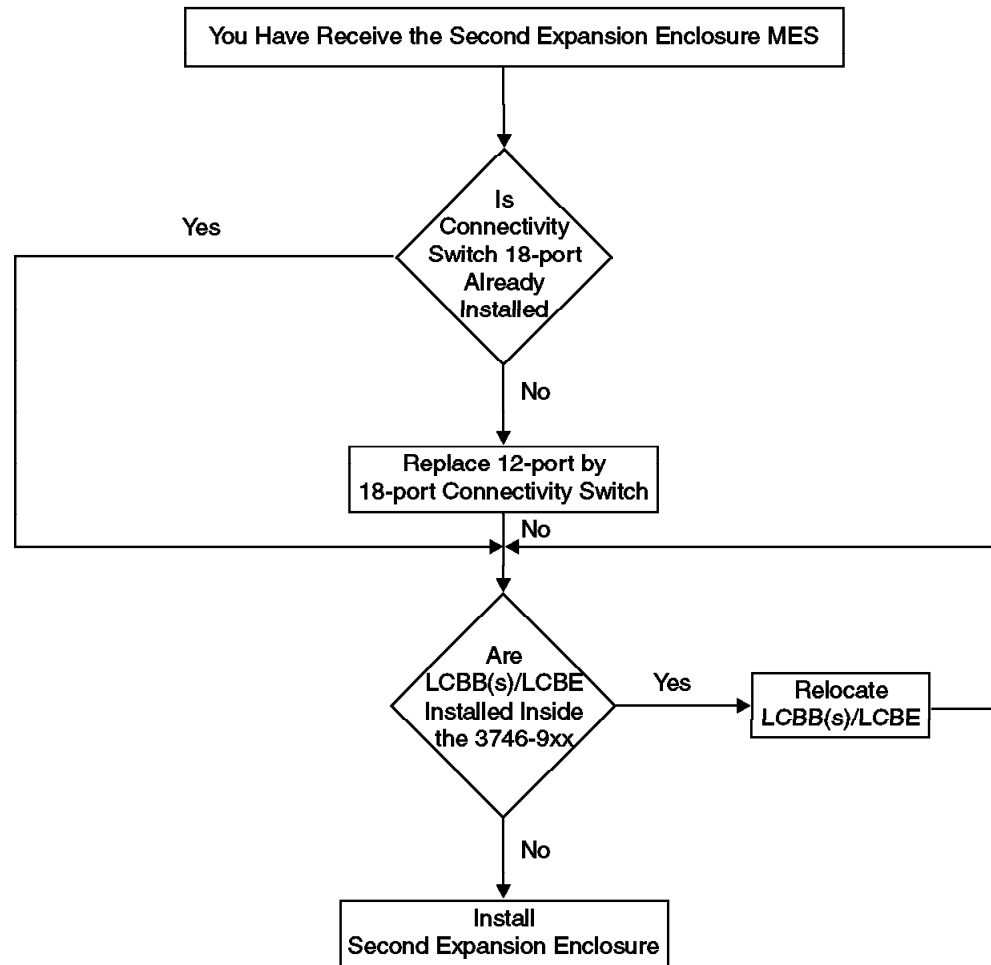 You Have Receive the Second Expansion Enclosure MES
Is
Connectivity
Switch 18-port
Already
Installed
Yes
No
Replace 12-port by
18-port Connectivity Switch
No
Are
LCBB(s)/LCBE
Installed Inside
the 3746-9xx
Yes
Relocate
LCBB(s)/LCBE
No
Install
Second Expansion Enclosure